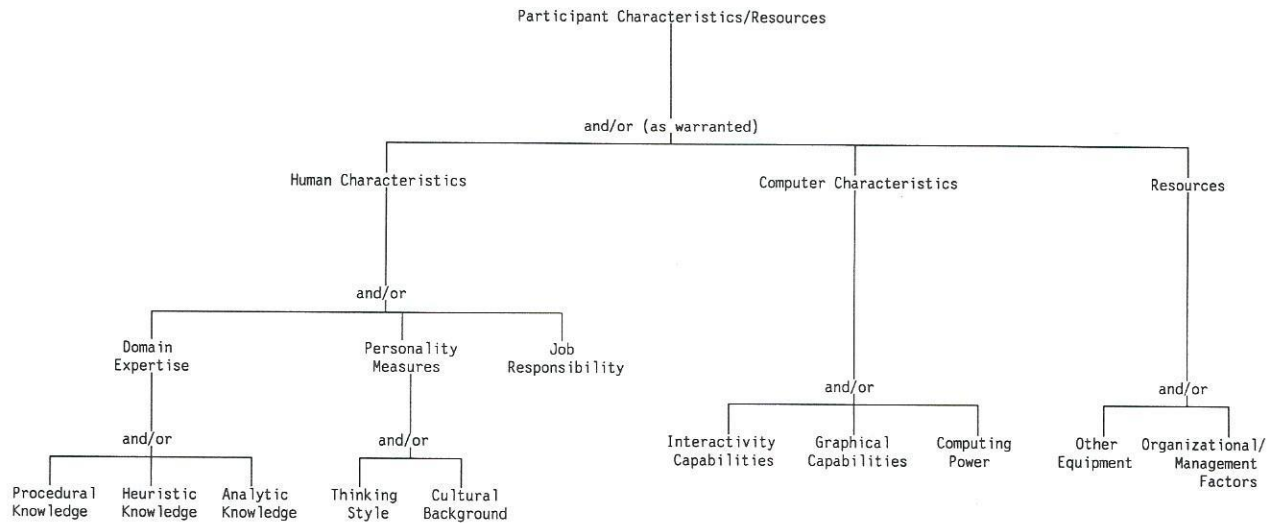 Participant Characteristics/Resources
and/or (as warranted)
Human Characteristics
Computer Characteristics
Resources
and/or
Domain
Expertise
Personality
Measures
Job
Responsibility
and/or
and/or
Interactivity
Capabilities
Graphical
Capabilities
Computing
Power
Other
Equipment
Organizational/
Management
Factors
and/or
and/or
Procedural
Knowledge
Heuristic
Knowledge
Analytic
Knowledge
Thinking
Style
Cultural
Background